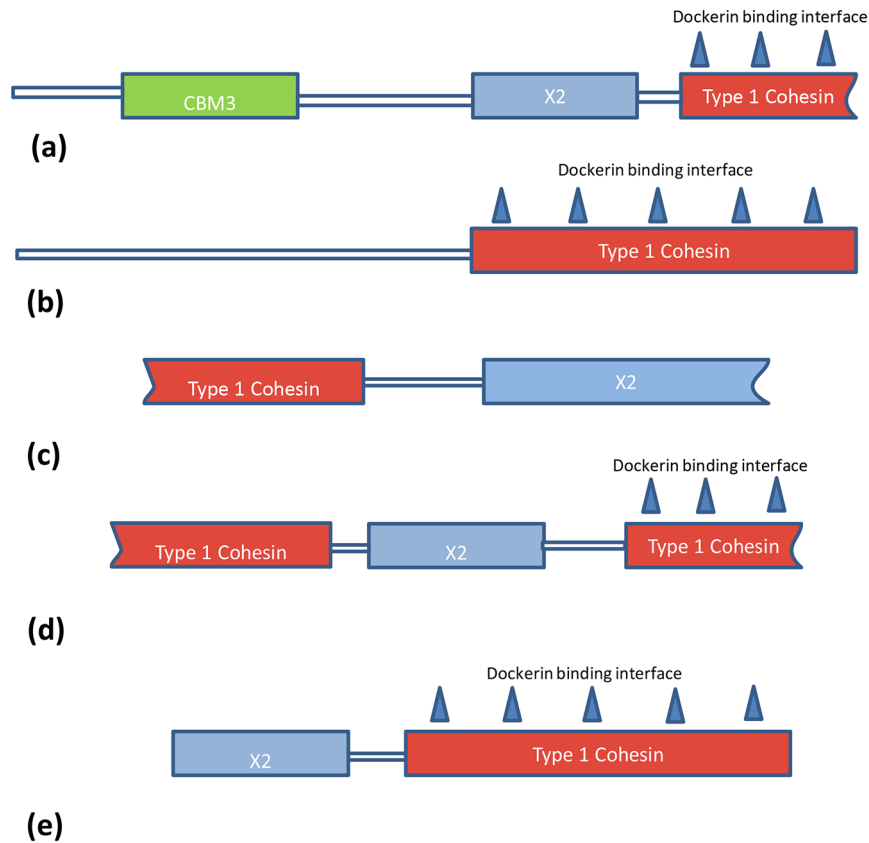 Dockerin binding interface
CBM3
X2
Type 1 Cohesin
(a)
Dockerin binding interface
Type 1 Cohesin
(b)
Type 1 Cohesin
X2
(c)
Dockerin binding interface
Type 1 Cohesin
X2
Type 1 Cohesin
(d)
Dockerin binding interface
X2
Type 1 Cohesin
(e)